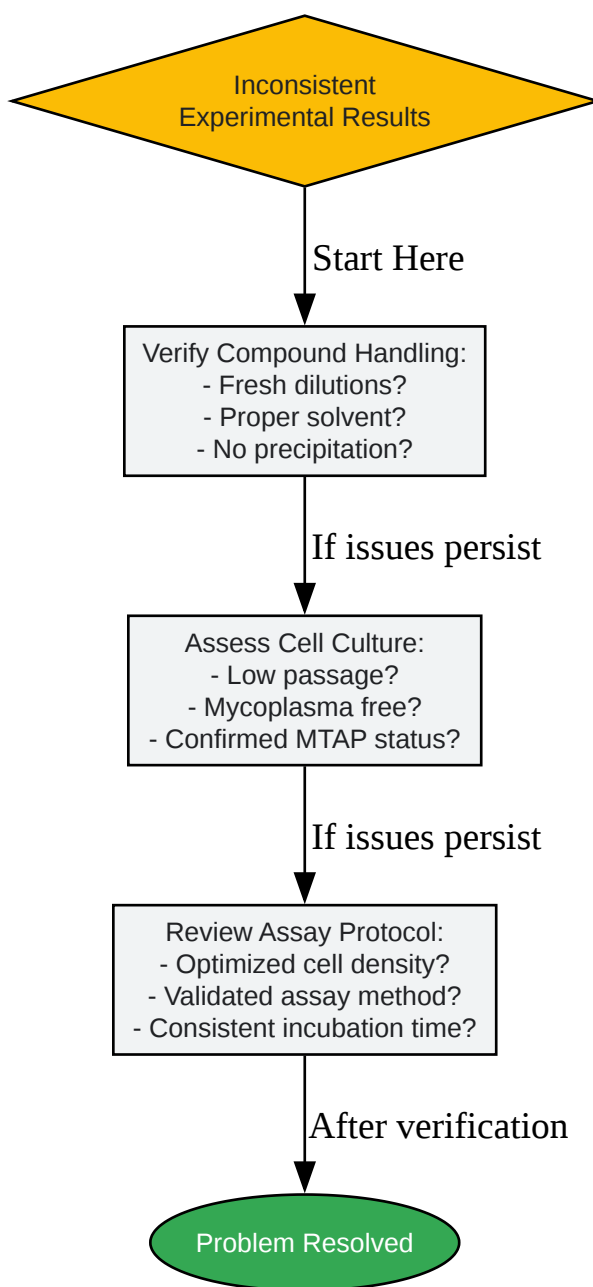 Inconsistent
Experimental Results
Start Here
Verify Compound Handling:
- Fresh dilutions?
- Proper solvent?
- No precipitation?
If issues persist
Assess Cell Culture:
- Low passage?
- Mycoplasma free?
- Confirmed MTAP status?
If issues persist
Review Assay Protocol:
- Optimized cell density?
- Validated assay method?
- Consistent incubation time?
After verification
Problem Resolved